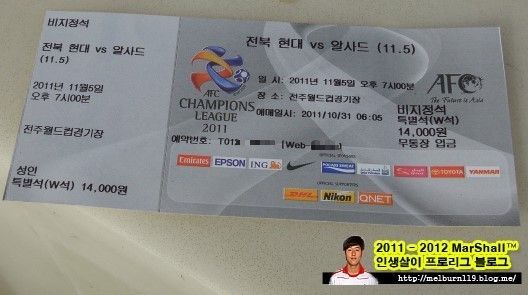 비지정석
전북 현대 vs 알사드
(11.5)
2011년 11월5일
오후 7시00분
전주월드컵경기장
성인
특별석(W석) 14,000원
전북 현대 vs 알사드 (11.5)
AFC
CHAMPIONS
LEAGUE
2011
일 시 : 2011년 11월5일 오후 7시00분
장 소 : 전주월드컵경기장
예매일시 : 2011/10/31 06:05
예약번호: T01 [Web-
AFC
The Future is Asia
비지정석
특별석(W석)
14,000원
무통장 입금
OFFICIAL SPONSORS
Emirates EPSON ING TOYOTA YANMAR
OFFICIAL SUPPORTERS
DHL Nikon QNET
2011 - 2012 MarShall™
인생살이 프로리그 블로그
http://melburn119.blog.me/